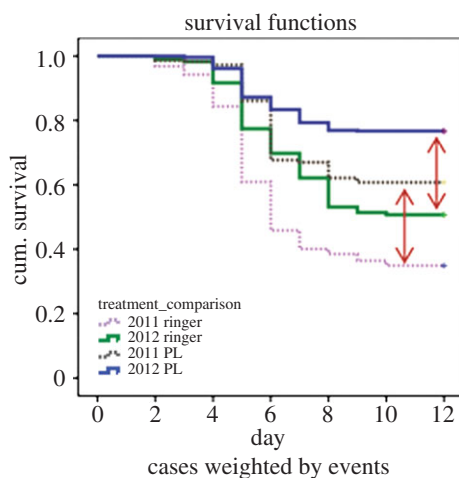 survival functions
1.0
0.8
0.6
0.4
0.2
0
cum. survival
treatment_comparison
2011 ringer
2012 ringer
2011 PL
2012 PL
0 2 4 6 8 10 12
day
cases weighted by events